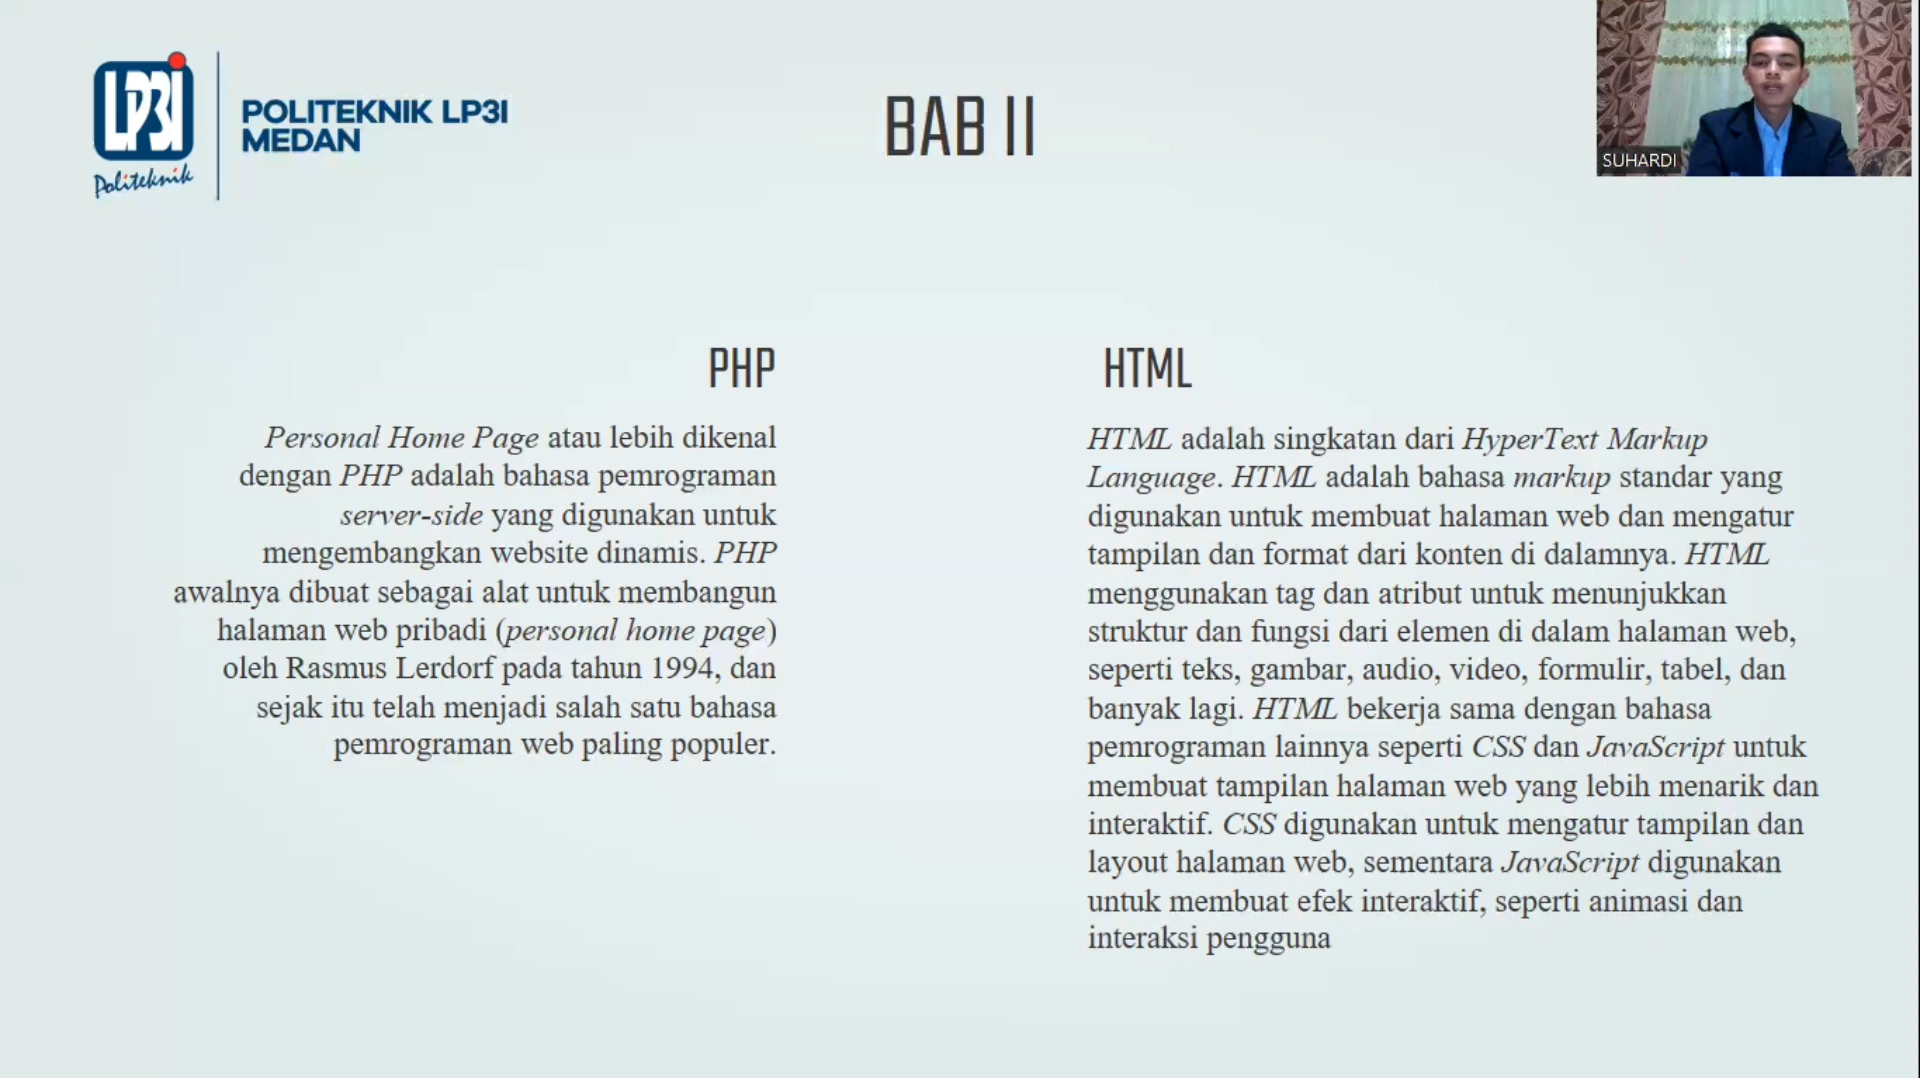 LP3I
Politeknik
POLITEKNIK LP3I
MEDAN
BAB II
SUHARDI
PHP
Personal Home Page atau lebih dikenal
dengan PHP adalah bahasa pemrograman
server-side yang digunakan untuk
mengembangkan website dinamis. PHP
awalnya dibuat sebagai alat untuk membangun
halaman web pribadi (personal home page)
oleh Rasmus Lerdorf pada tahun 1994, dan
sejak itu telah menjadi salah satu bahasa
pemrograman web paling populer.
HTML
HTML adalah singkatan dari HyperText Markup
Language. HTML adalah bahasa markup standar yang
digunakan untuk membuat halaman web dan mengatur
tampilan dan format dari konten di dalamnya. HTML
menggunakan tag dan atribut untuk menunjukkan
struktur dan fungsi dari elemen di dalam halaman web,
seperti teks, gambar, audio, video, formulir, tabel, dan
banyak lagi. HTML bekerja sama dengan bahasa
pemrograman lainnya seperti CSS dan JavaScript untuk
membuat tampilan halaman web yang lebih menarik dan
interaktif. CSS digunakan untuk mengatur tampilan dan
layout halaman web, sementara JavaScript digunakan
untuk membuat efek interaktif, seperti animasi dan
interaksi pengguna